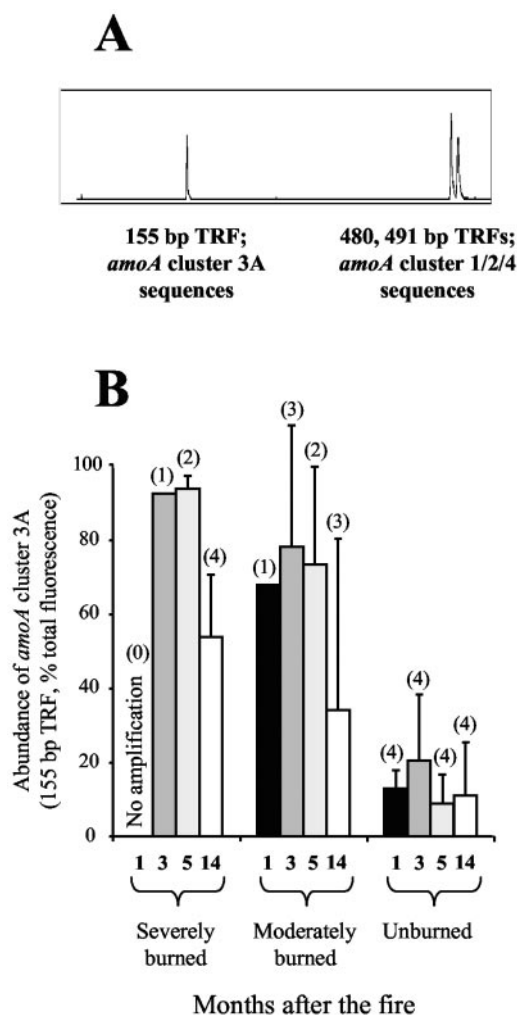 A
155 bp TRF;
amoA cluster 3A
sequences
480, 491 bp TRFs;
amoA cluster 1/2/4
sequences
B
Abundance of amoA cluster 3A
(155 bp TRF, % total fluorescence)
100
80
60
40
20
0
(0)
No amplification
(1)
(2)
(4)
(1)
(3)
(2)
(3)
(4)
(4)
(4)
(4)
1 3 5 14 1 3 5 14 1 3 5 14
Severely
burned
Moderately
burned
Unburned
Months after the fire